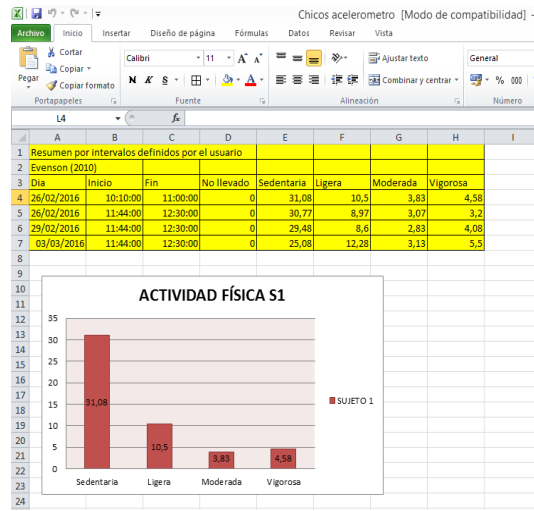 Chicos acelerometro [Modo de compatibilidad] -
Archivo Inicio Insertar Diseño de página Fórmulas Datos Revisar Vista
Pegar
Cortar
Copiar
Copiar formato
Portapapeles
Calibri 11 A A
N K S A
Fuente
Ajustar texto
Combinar y centrar
Alineación
General
% 000
Número
L4 fx
A B C D E F G H I
1 Resumen por intervalos definidos por el usuario
2 Evenson (2010)
3 Dia Inicio Fin No llevado Sedentaria Ligera Moderada Vigorosa
4 26/02/2016 10:10:00 11:00:00 0 31,08 10,5 3,83 4,58
5 26/02/2016 11:44:00 12:30:00 0 30,77 8,97 3,07 3,2
6 29/02/2016 11:44:00 12:30:00 0 29,48 8,6 2,83 4,08
7 03/03/2016 11:44:00 12:30:00 0 25,08 12,28 3,13 5,5
8
9
10
11
12
13
14
15
16
17
18
19
20
21
22
23
24
ACTIVIDAD FÍSICA S1
35
30
25
20
15
10
5
0
31,08
10,5
3,83
4,58
Sedentaria Ligera Moderada Vigorosa
SUJETO 1